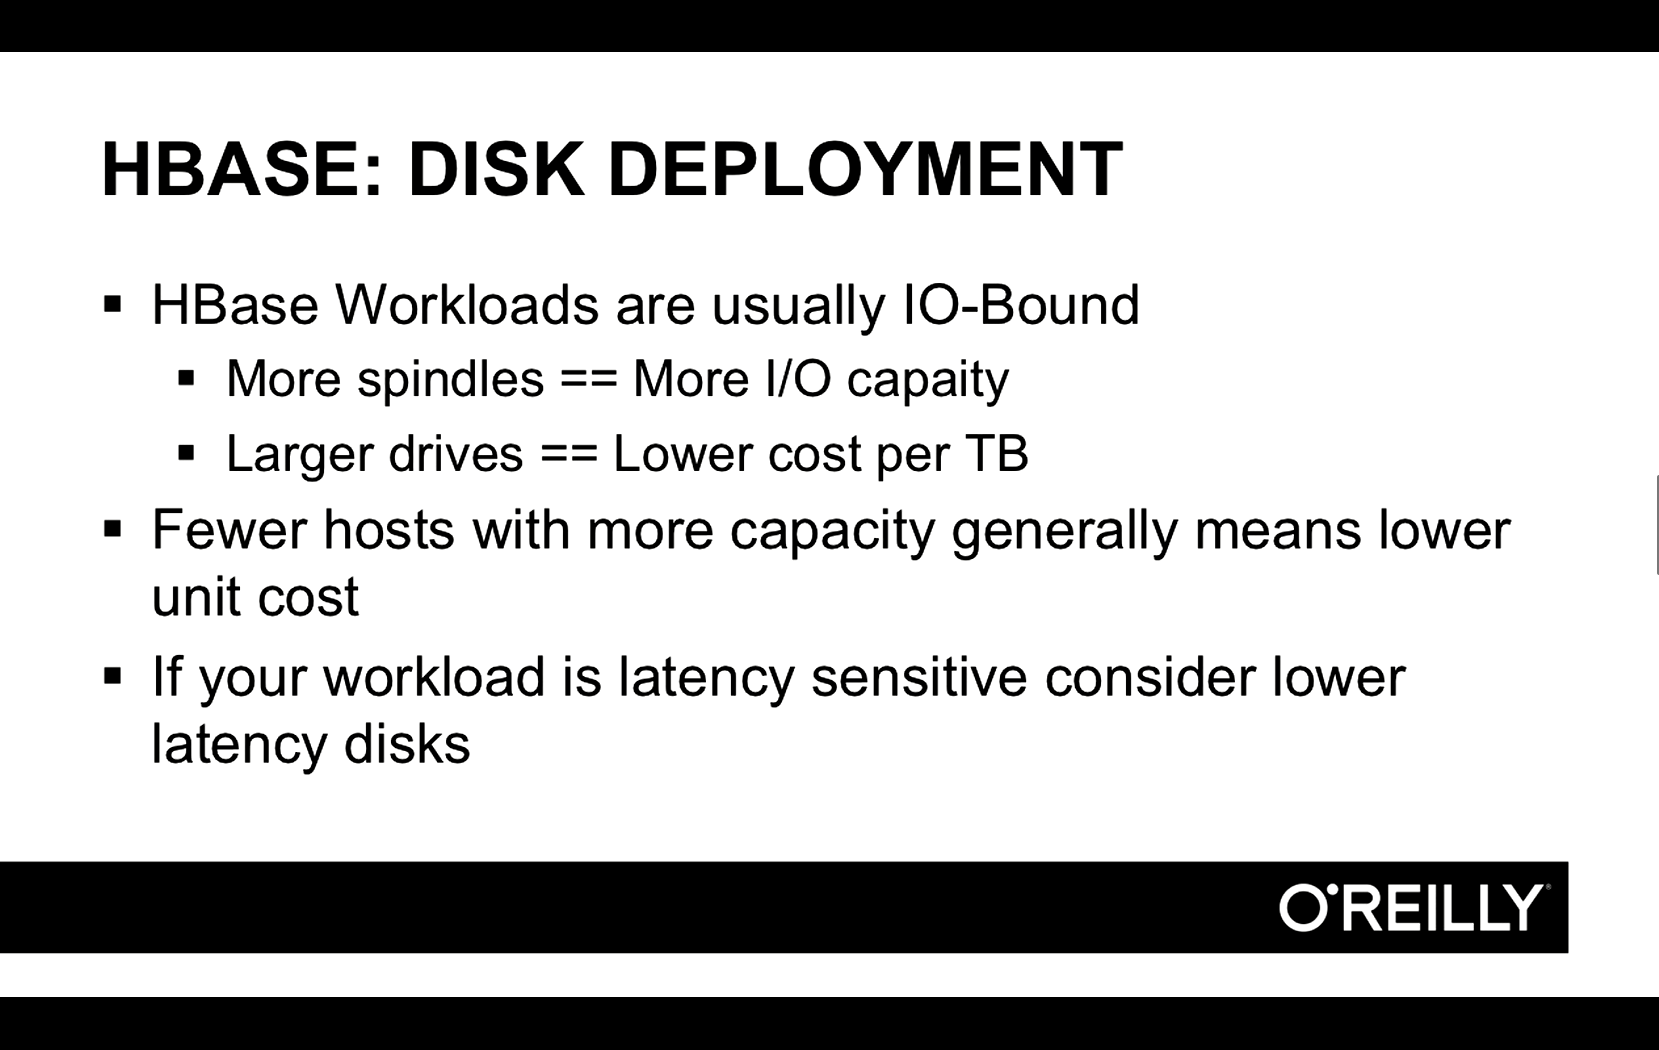 HBASE: DISK DEPLOYMENT
▪ HBase Workloads are usually IO-Bound
▪ More spindles == More I/O capaity
▪ Larger drives == Lower cost per TB
▪ Fewer hosts with more capacity generally means lower
unit cost
▪ If your workload is latency sensitive consider lower
latency disks
O'REILLY®